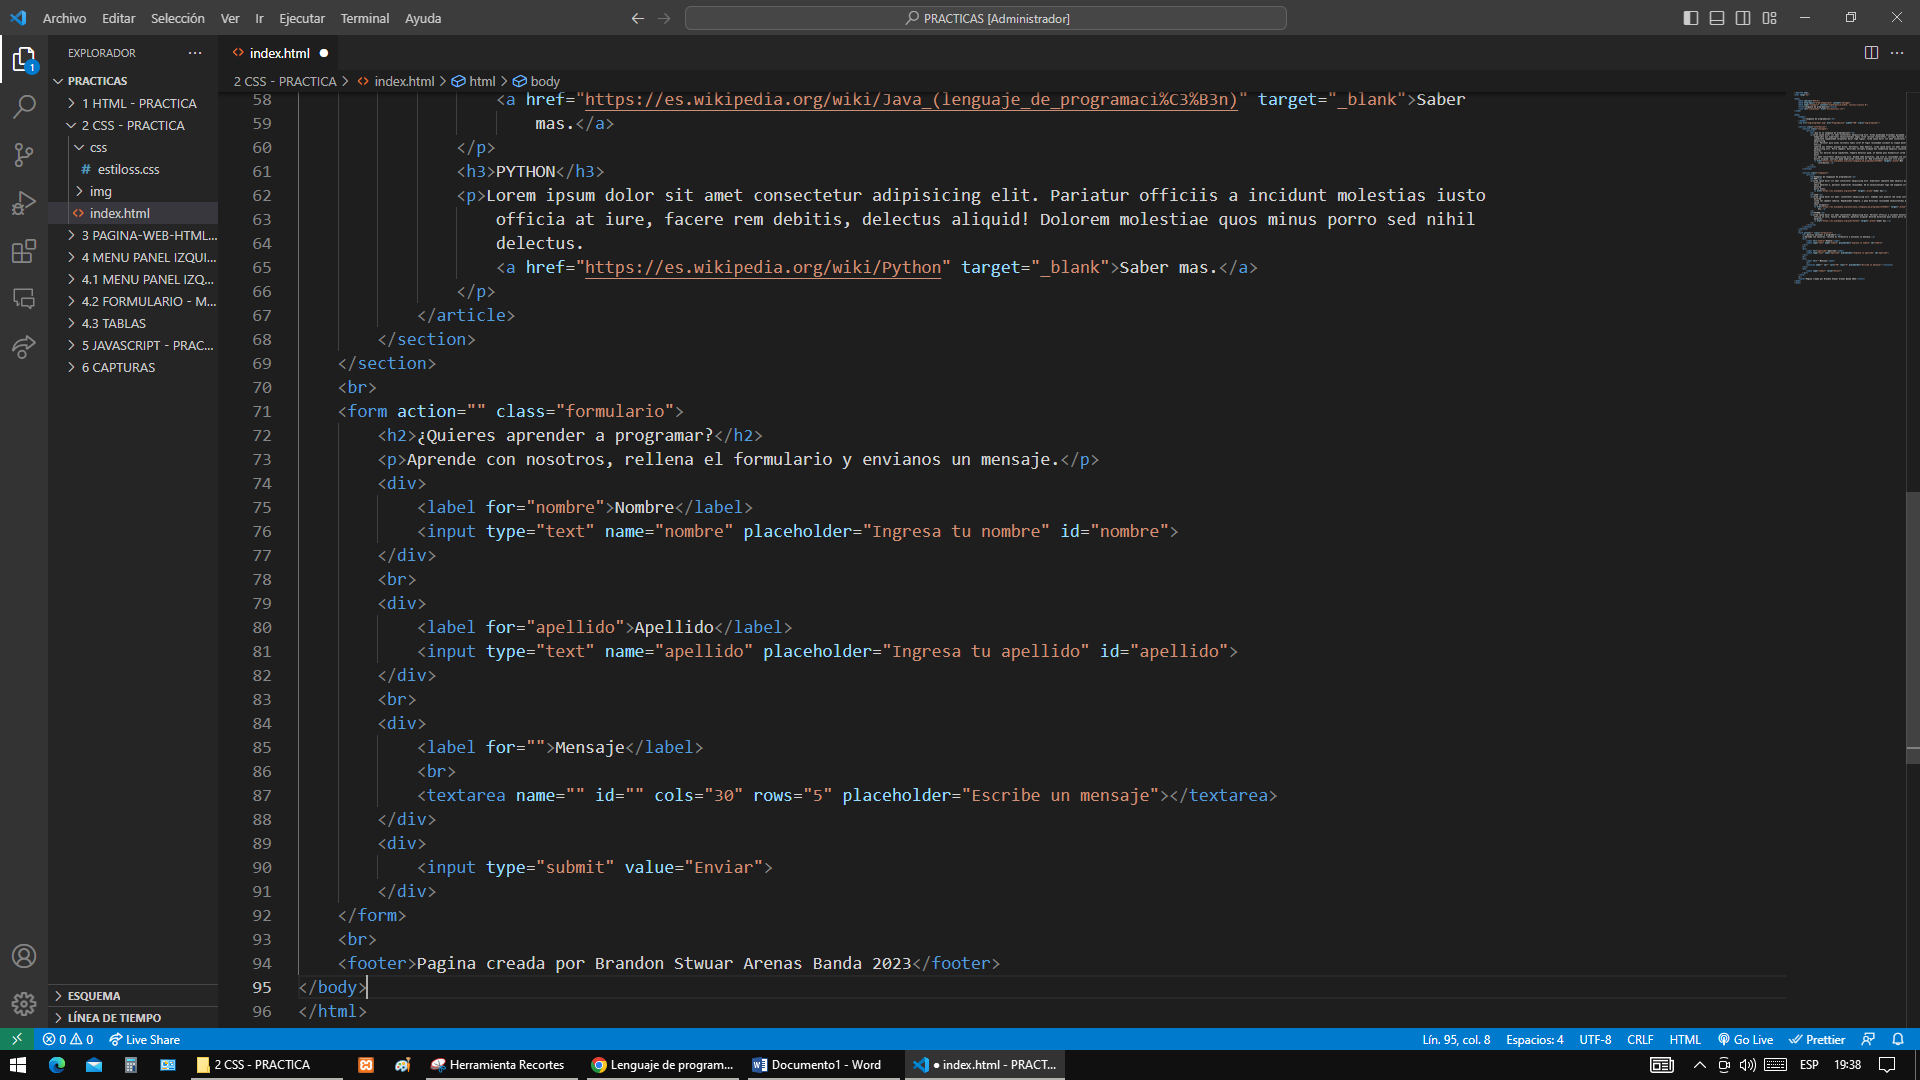 Archivo Editar Selección Ver Ir Ejecutar Terminal Ayuda
PRACTICAS [Administrador]
EXPLORADOR
index.html
PRACTICAS
2 CSS - PRACTICA > index.html > html > body
1 HTML - PRACTICA
2 CSS - PRACTICA
css
# estiloss.css
img
index.html
3 PAGINA-WEB-HTML...
4 MENU PANEL IZQUI...
4.1 MENU PANEL IZQ...
4.2 FORMULARIO - M...
4.3 TABLAS
5 JAVASCRIPT - PRAC...
6 CAPTURAS
1
58 <a href="https://es.wikipedia.org/wiki/Java_(lenguaje_de_programaci%C3%B3n)" target="_blank">Saber
59 mas.</a>
60 </p>
61 <h3>PYTHON</h3>
62 <p>Lorem ipsum dolor sit amet consectetur adipisicing elit. Pariatur officiis a incidunt molestias iusto
63 officia at iure, facere rem debitis, delectus aliquid! Dolorem molestiae quos minus porro sed nihil
64 delectus.
65 <a href="https://es.wikipedia.org/wiki/Python" target="_blank">Saber mas.</a>
66 </p>
67 </article>
68 </section>
69 </section>
70 <br>
71 <form action="" class="formulario">
72 <h2>¿Quieres aprender a programar?</h2>
73 <p>Aprende con nosotros, rellena el formulario y envianos un mensaje.</p>
74 <div>
75 <label for="nombre">Nombre</label>
76 <input type="text" name="nombre" placeholder="Ingresa tu nombre" id="nombre">
77 </div>
78 <br>
79 <div>
80 <label for="apellido">Apellido</label>
81 <input type="text" name="apellido" placeholder="Ingresa tu apellido" id="apellido">
82 </div>
83 <br>
84 <div>
85 <label for="">Mensaje</label>
86 <br>
87 <textarea name="" id="" cols="30" rows="5" placeholder="Escribe un mensaje"></textarea>
88 </div>
89 <div>
90 <input type="submit" value="Enviar">
91 </div>
92 </form>
93 <br>
94 <footer>Pagina creada por Brandon Stwuar Arenas Banda 2023</footer>
95 </body>
96 </html>
ESQUEMA
LÍNEA DE TIEMPO
0 0 Live Share
Lín. 95, col. 8 Espacios: 4 UTF-8 CRLF HTML Go Live Prettier
2 CSS - PRACTICA Herramienta Recortes Lenguaje de program... Documento1 - Word ● index.html - PRACT... ESP 19:38